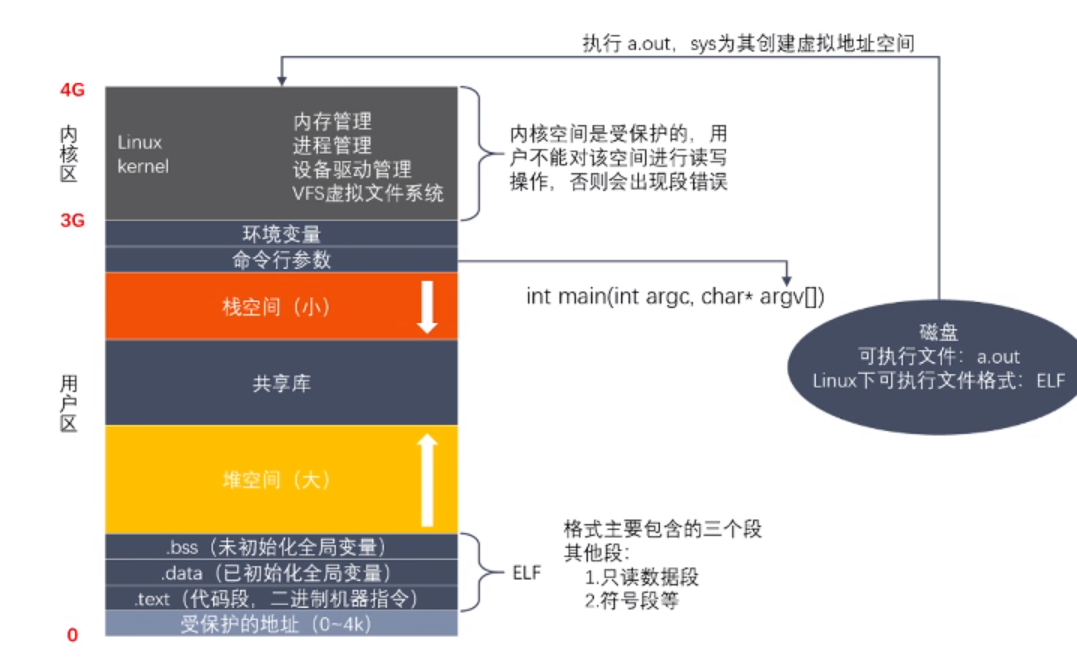 执行 a.out，sys为其创建虚拟地址空间
4G
内核区
Linux
kernel
内存管理
进程管理
设备驱动管理
VFS虚拟文件系统
内核空间是受保护的，用
户不能对该空间进行读写
操作，否则会出现段错误
3G
环境变量
命令行参数
int main(int argc, char* argv[])
栈空间（小）
磁盘
可执行文件：a.out
Linux下可执行文件格式：ELF
共享库
用户区
堆空间（大）
.bss（未初始化全局变量）
.data（已初始化全局变量）
.text（代码段，二进制机器指令）
ELF
格式主要包含的三个段
其他段：
1.只读数据段
2.符号段等
受保护的地址（0~4k）
0